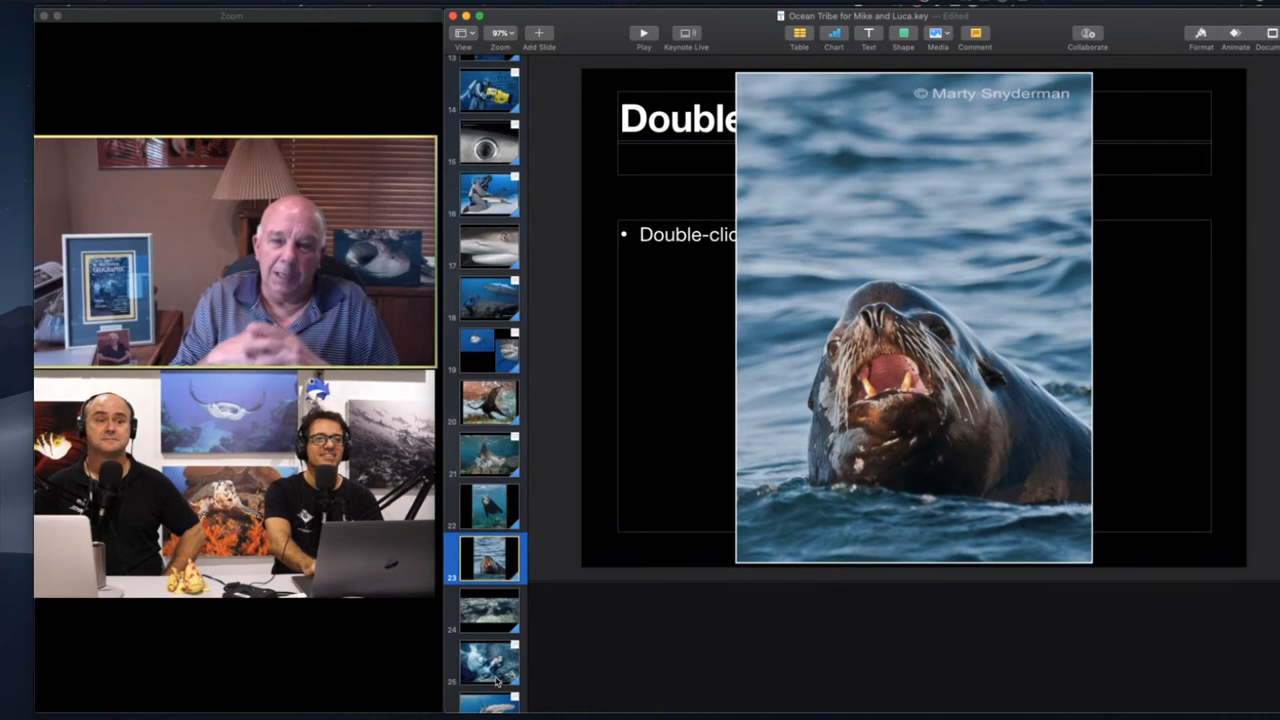 Zoom
Ocean Tribe for Mike and Luca.key — Edited
97%
View
Zoom
Add Slide
Play
Keynote Live
Table
Chart
Text
Shape
Media
Comment
Collaborate
Format
Animate
Docum
13
14
15
16
17
18
19
20
21
22
23
24
25
Double
• Double-clic
© Marty Snyderman
GEOGRAPHIC